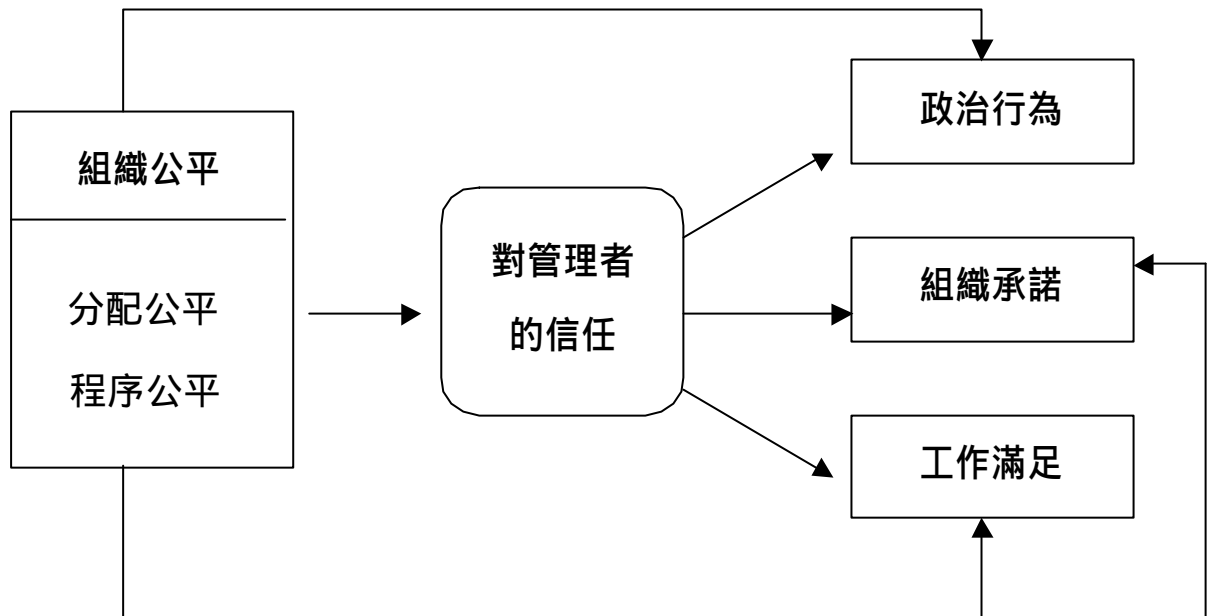 組織公平
分配公平
程序公平
對管理者
的信任
政治行為
組織承諾
工作滿足